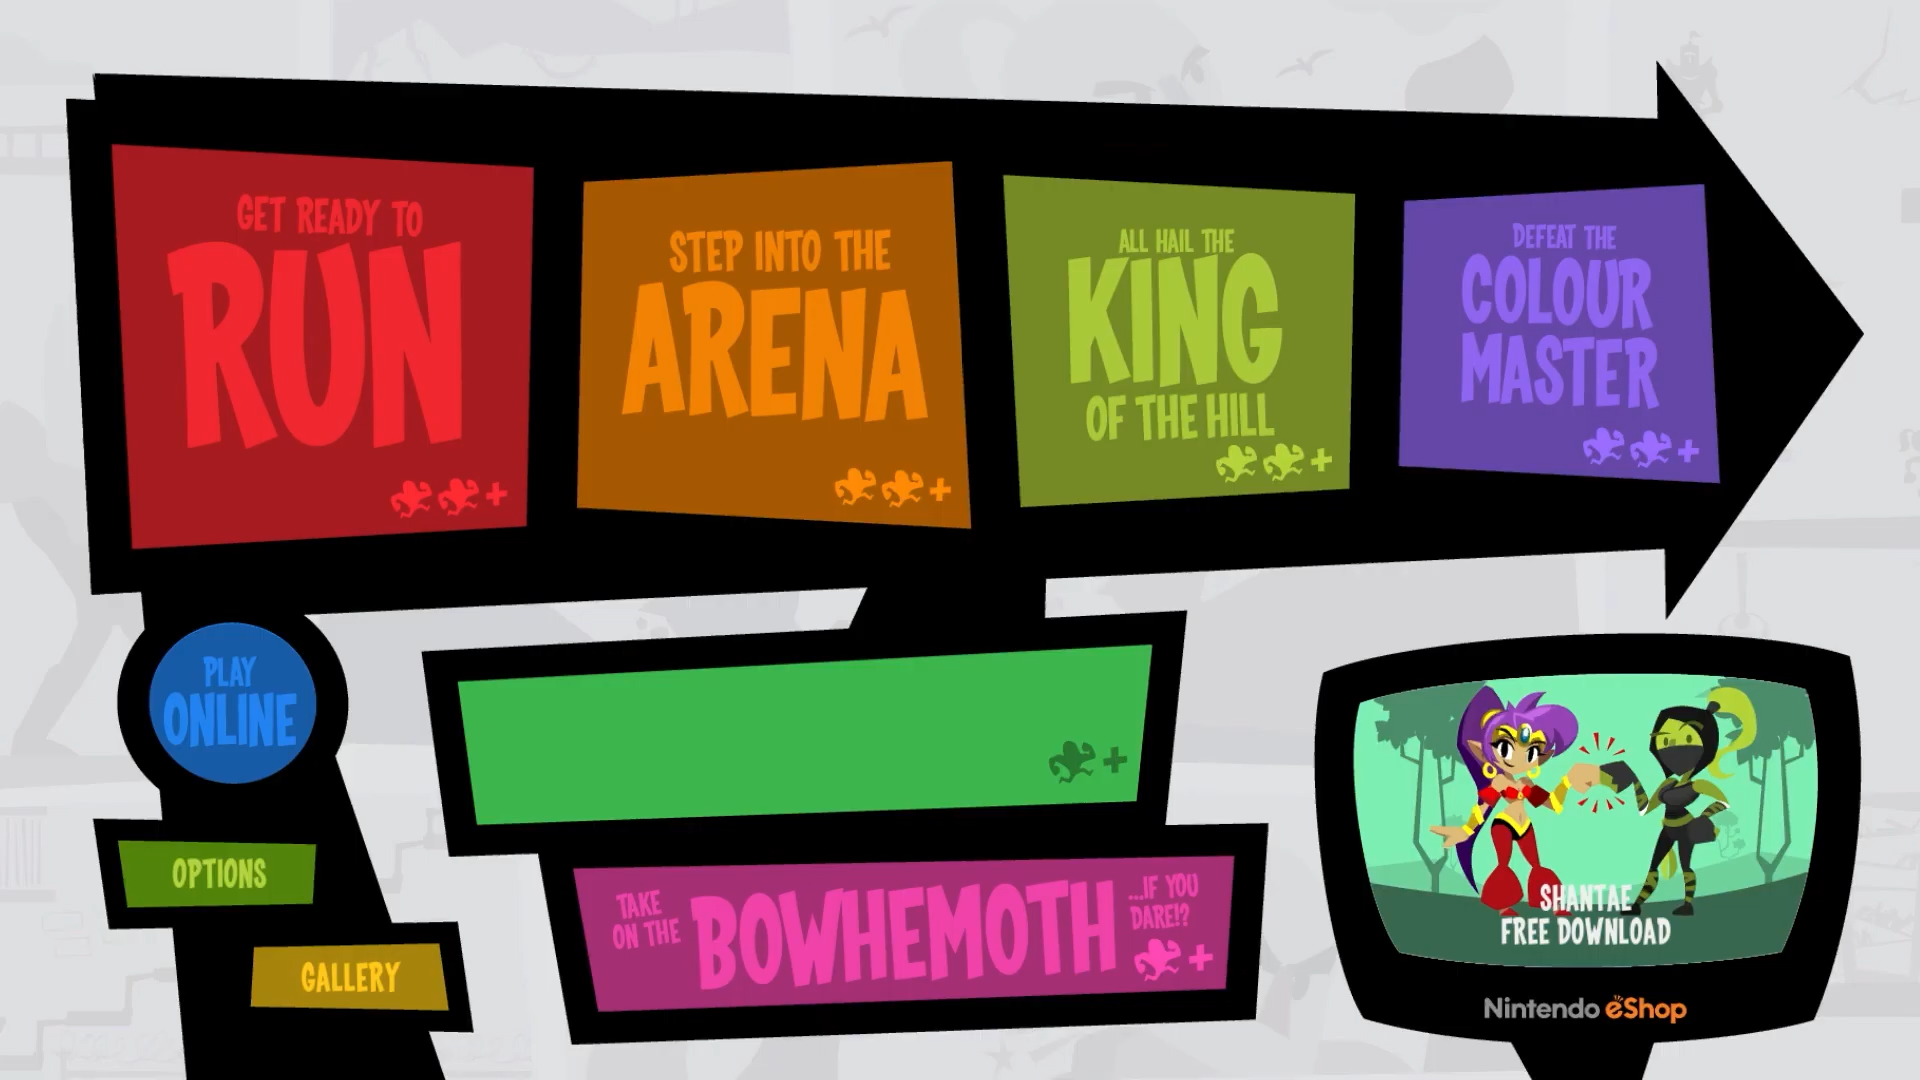 GET READY TO
RUN
+
STEP INTO THE
ARENA
+
ALL HAIL THE
KING
OF THE HILL
+
DEFEAT THE
COLOUR
MASTER
+
PLAY
ONLINE
+
OPTIONS
GALLERY
TAKE
ON THE
BOWHEMOTH
...IF YOU
DARE!?
+
SHANTAE
FREE DOWNLOAD
Nintendo eShop